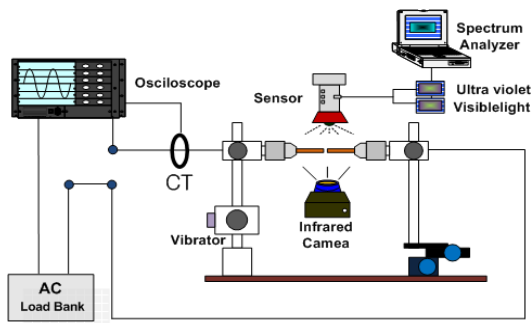 Spectrum
Analyzer
Osciloscope
Sensor
Ultra violet
Visiblelight
CT
Vibrator
Infrared
Camea
AC
Load Bank